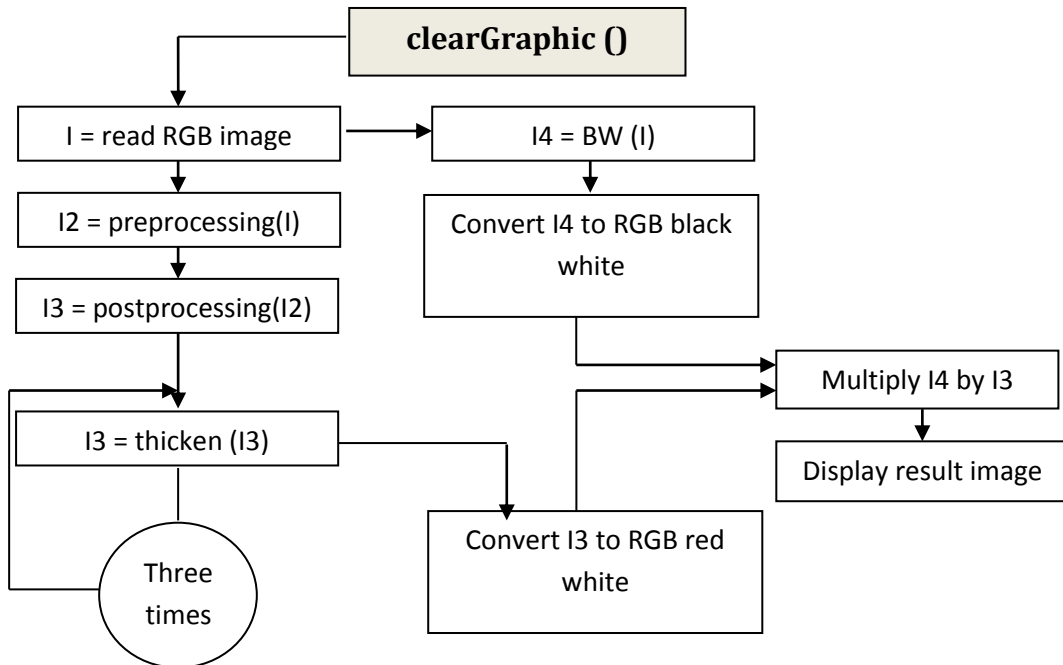 clearGraphic ()
I = read RGB image
I4 = BW (I)
I2 = preprocessing(I)
Convert I4 to RGB black
white
I3 = postprocessing(I2)
Multiply I4 by I3
I3 = thicken (I3)
Display result image
Convert I3 to RGB red
white
Three
times